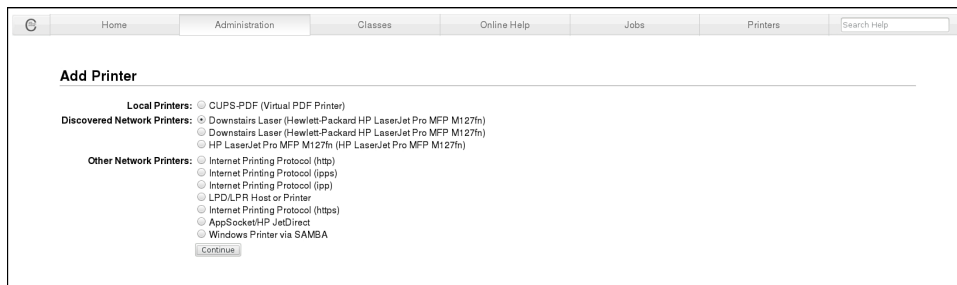 Home Administration Classes Online Help Jobs Printers Search Help
Add Printer
Local Printers: CUPS-PDF (Virtual PDF Printer)
Discovered Network Printers: Downstairs Laser (Hewlett-Packard HP LaserJet Pro MFP M127fn)
Downstairs Laser (Hewlett-Packard HP LaserJet Pro MFP M127fn)
HP LaserJet Pro MFP M127fn (HP LaserJet Pro MFP M127fn)
Other Network Printers: Internet Printing Protocol (http)
Internet Printing Protocol (ipps)
Internet Printing Protocol (ipp)
LPD/LPR Host or Printer
Internet Printing Protocol (https)
AppSocket/HP JetDirect
Windows Printer via SAMBA
Continue